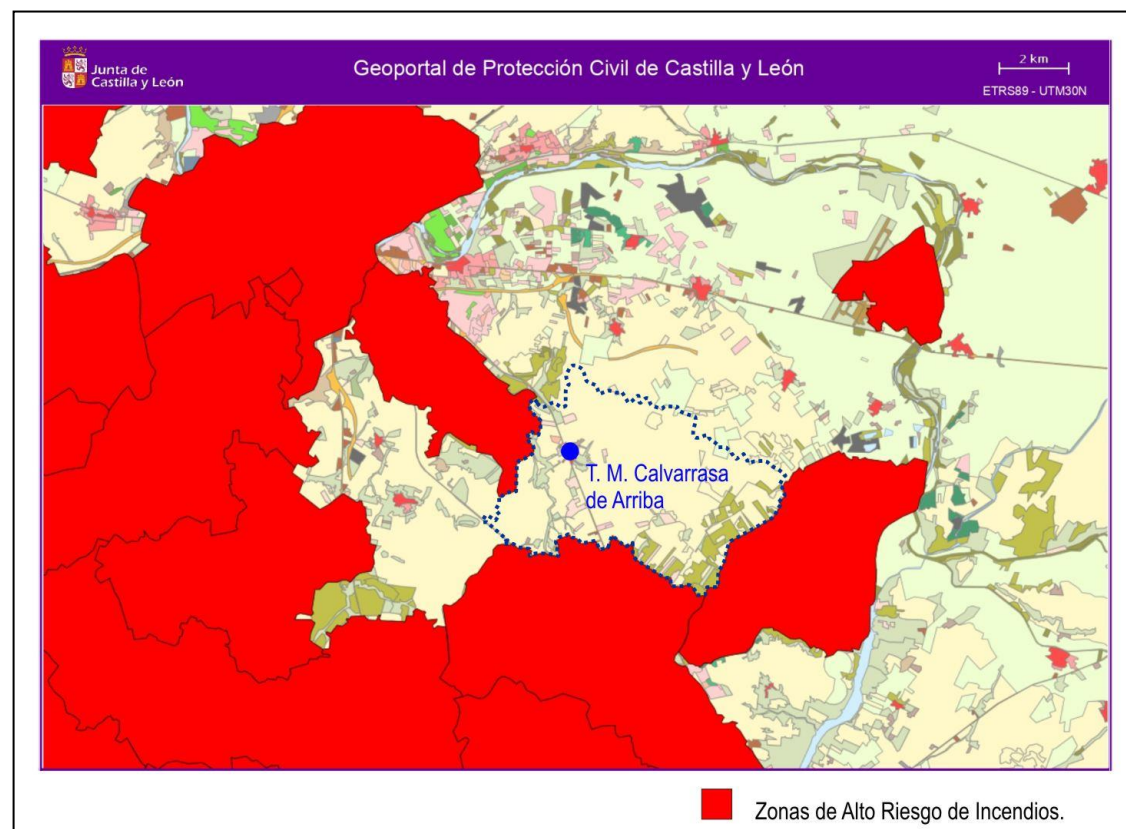 Junta de
Castilla y León
Geoportal de Protección Civil de Castilla y León
2 km
ETRS89 - UTM30N
T. M. Calvarrasa
de Arriba
Zonas de Alto Riesgo de Incendios.